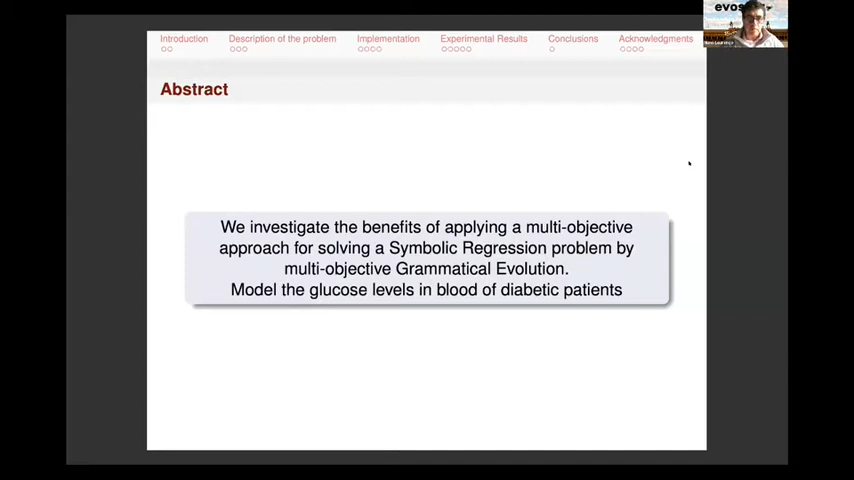 Introduction
Description of the problem
Implementation
Experimental Results
Conclusions
Acknowledgments
Abstract
We investigate the benefits of applying a multi-objective
approach for solving a Symbolic Regression problem by
multi-objective Grammatical Evolution.
Model the glucose levels in blood of diabetic patients